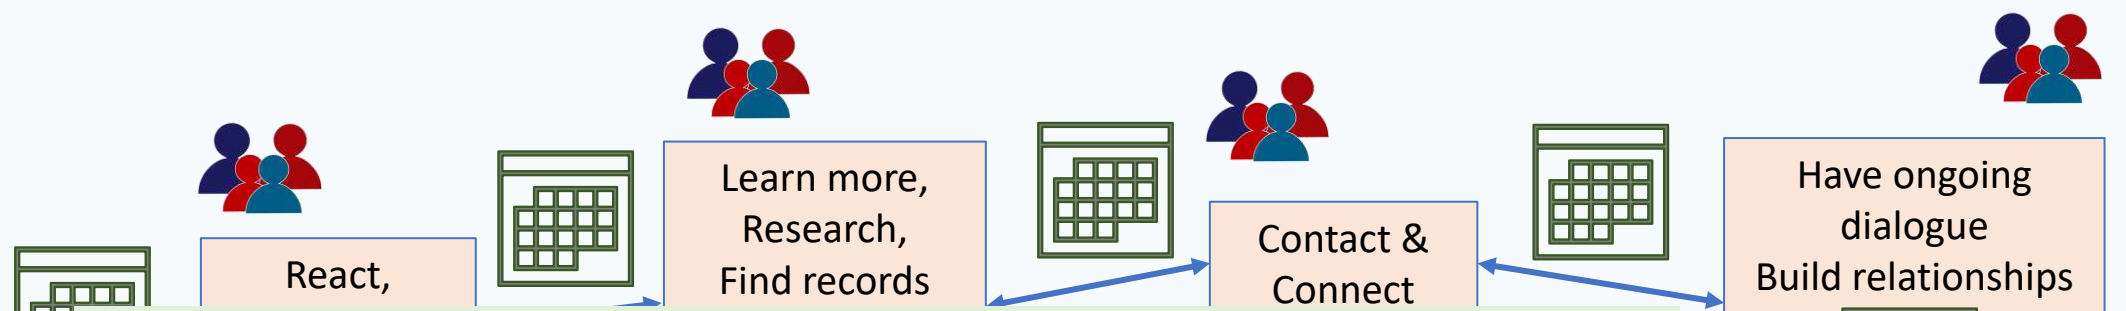 React,
Learn more,
Research,
Find records
Contact &
Connect
Have ongoing
dialogue
Build relationships